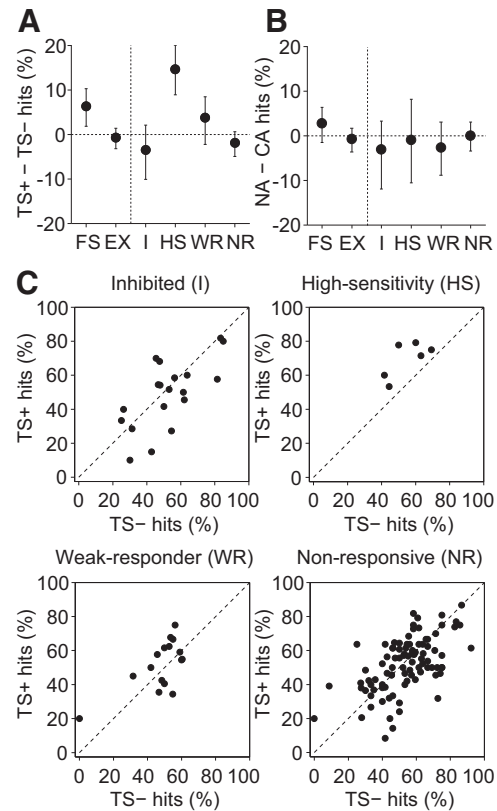 A
B
TS+ − TS− hits (%)
20
10
0
-10
-20
FS EX I HS WR NR
NA − CA hits (%)
20
10
0
-10
-20
FS EX I HS WR NR
C
Inhibited (I)
TS+ hits (%)
100
80
60
40
20
0
0 20 40 60 80 100
TS− hits (%)
High-sensitivity (HS)
TS+ hits (%)
100
80
60
40
20
0
0 20 40 60 80 100
TS− hits (%)
Weak-responder (WR)
TS+ hits (%)
100
80
60
40
20
0
0 20 40 60 80 100
TS− hits (%)
Non-responsive (NR)
TS+ hits (%)
100
80
60
40
20
0
0 20 40 60 80 100
TS− hits (%)